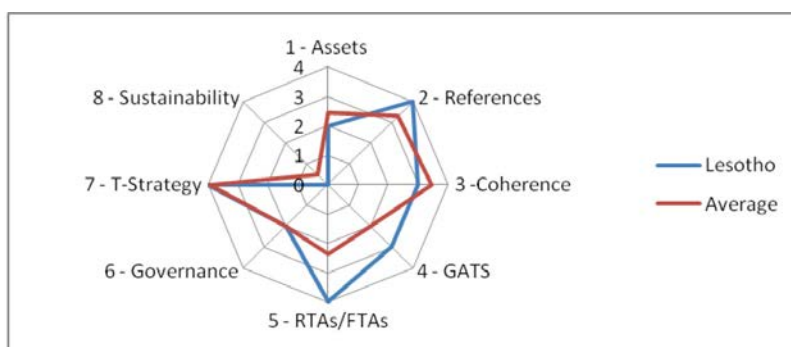 1 - Assets
4
3
2
1
0
2 - References
3 -Coherence
4 - GATS
5 - RTAs/FTAs
6 - Governance
7 - T-Strategy
8 - Sustainability
Lesotho
Average